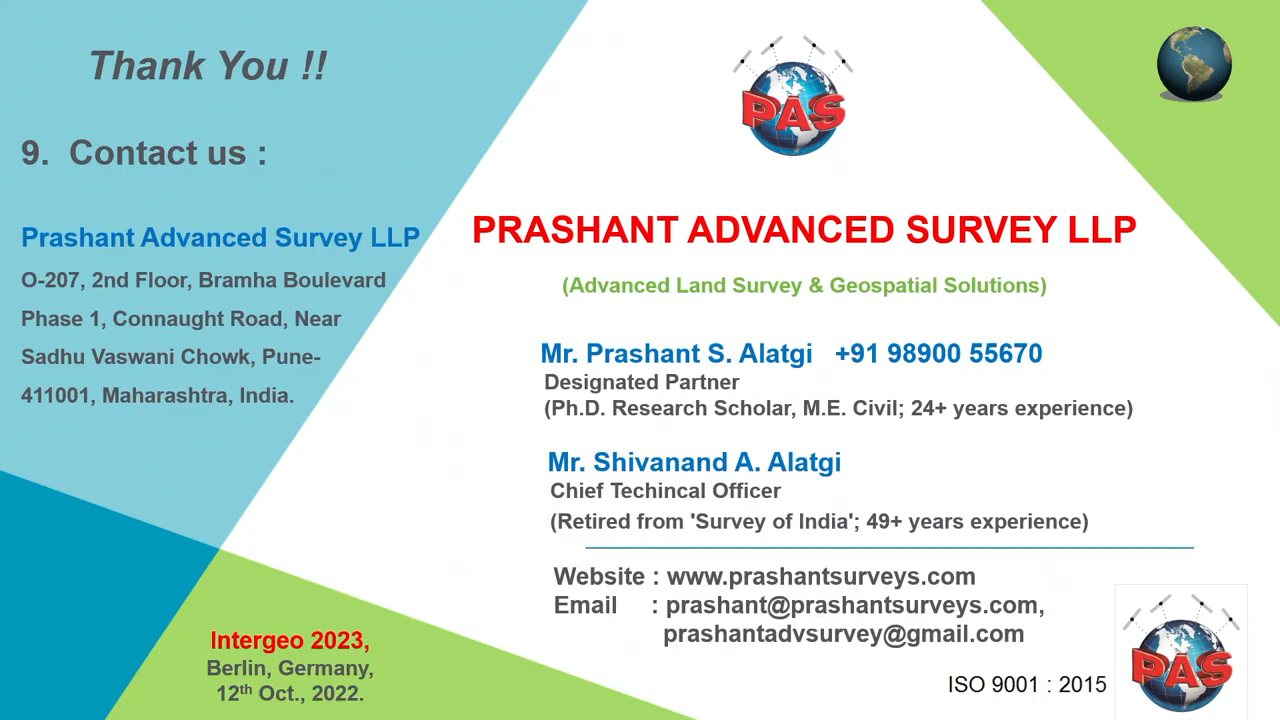 Thank You !!
9. Contact us :
Prashant Advanced Survey LLP
O-207, 2nd Floor, Bramha Boulevard
Phase 1, Connaught Road, Near
Sadhu Vaswani Chowk, Pune-
411001, Maharashtra, India.
Intergeo 2023,
Berlin, Germany,
12th Oct., 2022.
PAS
PRASHANT ADVANCED SURVEY LLP
(Advanced Land Survey & Geospatial Solutions)
Mr. Prashant S. Alatgi +91 98900 55670
Designated Partner
(Ph.D. Research Scholar, M.E. Civil; 24+ years experience)
Mr. Shivanand A. Alatgi
Chief Techincal Officer
(Retired from 'Survey of India'; 49+ years experience)
Website : www.prashantsurveys.com
Email : prashant@prashantsurveys.com,
prashantadvsurvey@gmail.com
ISO 9001 : 2015
PAS